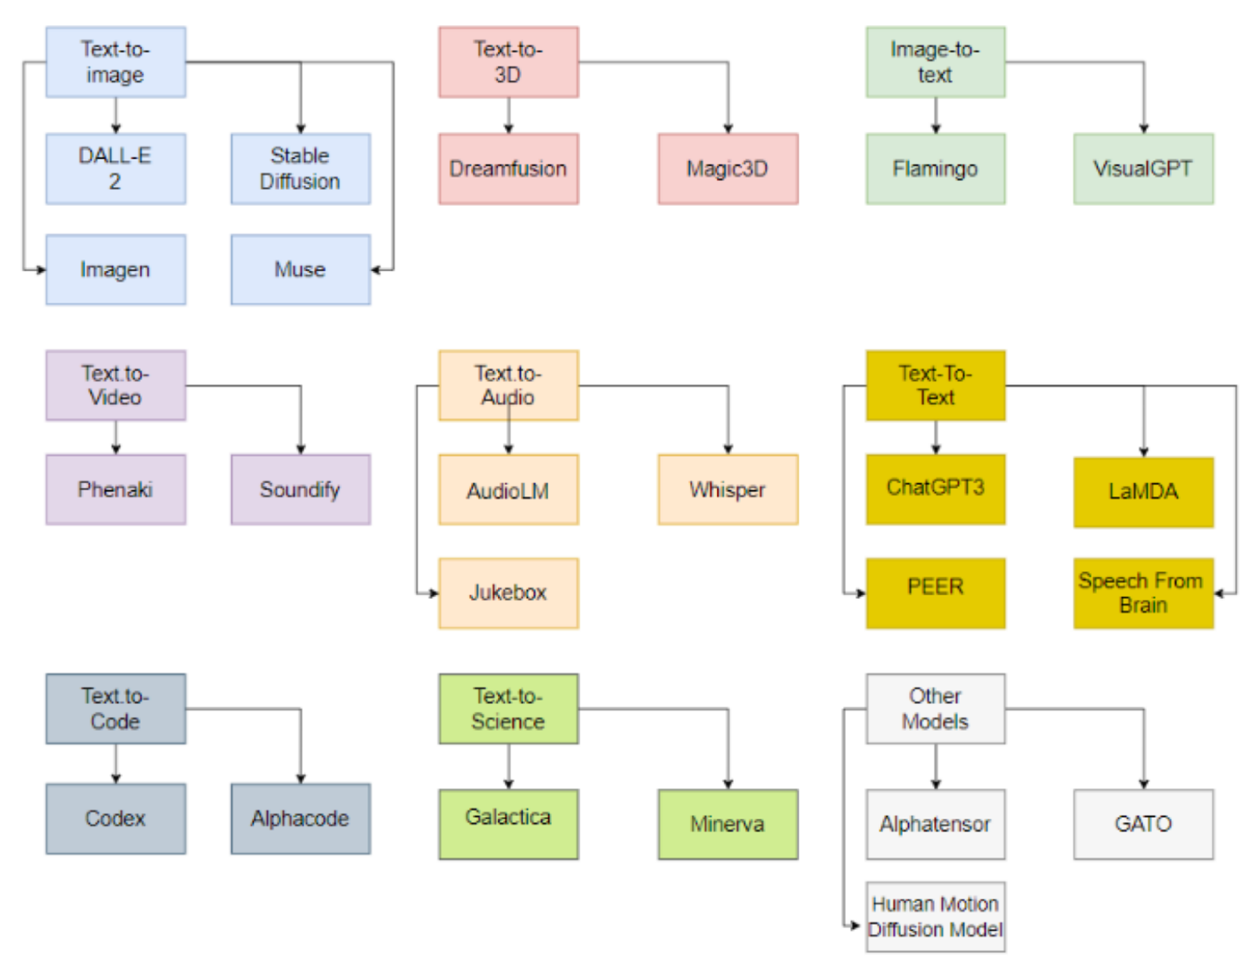 Text-to-
image
Text-to-
3D
Image-to-
text
DALL-E
2
Stable
Diffusion
Dreamfusion
Magic3D
Flamingo
VisualGPT
Imagen
Muse
Text.to-
Video
Text.to-
Audio
Text-To-
Text
Phenaki
Soundify
AudioLM
Whisper
ChatGPT3
LaMDA
Jukebox
PEER
Speech From
Brain
Text.to-
Code
Text-to-
Science
Other
Models
Codex
Alphacode
Galactica
Minerva
Alphatensor
GATO
Human Motion
Diffusion Model